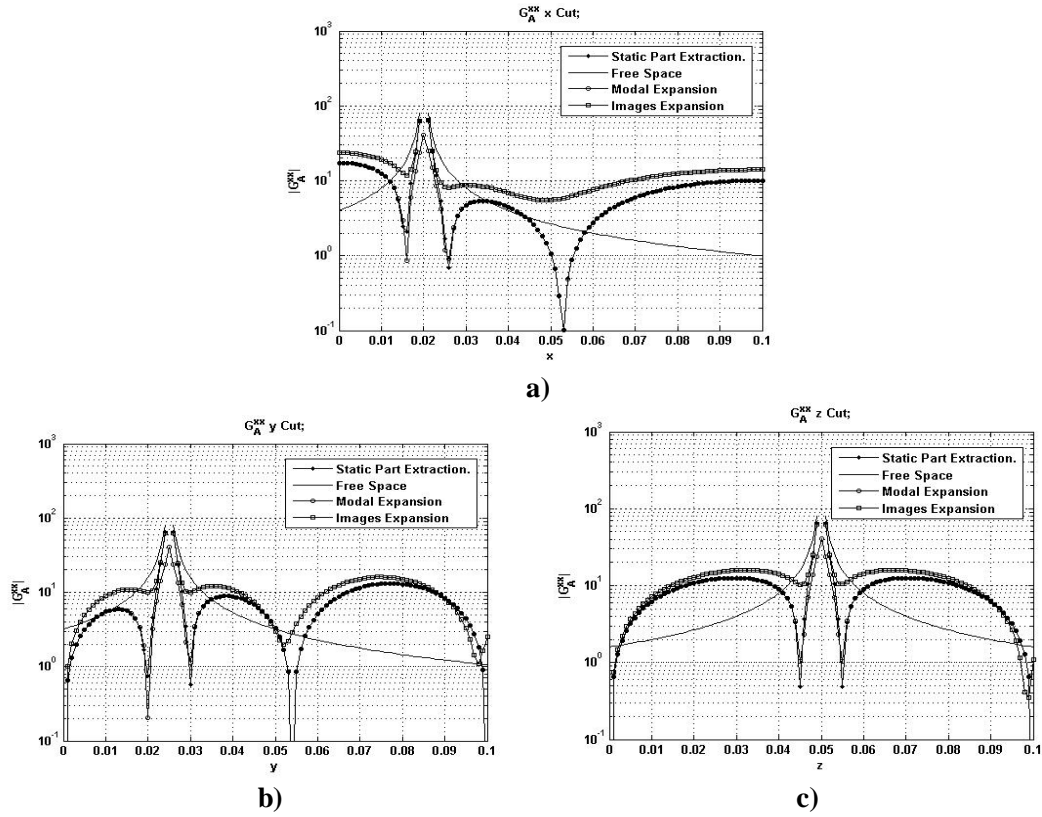 G_A^xx x Cut;
10^3
10^2
10^1
10^0
10^-1
|G_A^xx|
Static Part Extraction.
Free Space
Modal Expansion
Images Expansion
0 0.01 0.02 0.03 0.04 0.05 0.06 0.07 0.08 0.09 0.1
x
a)
G_A^xx y Cut;
10^3
10^2
10^1
10^0
10^-1
|G_A^xx|
Static Part Extraction.
Free Space
Modal Expansion
Images Expansion
0 0.01 0.02 0.03 0.04 0.05 0.06 0.07 0.08 0.09 0.1
y
b)
G_A^xx z Cut;
10^3
10^2
10^1
10^0
10^-1
|G_A^xx|
Static Part Extraction.
Free Space
Modal Expansion
Images Expansion
0 0.01 0.02 0.03 0.04 0.05 0.06 0.07 0.08 0.09 0.1
z
c)